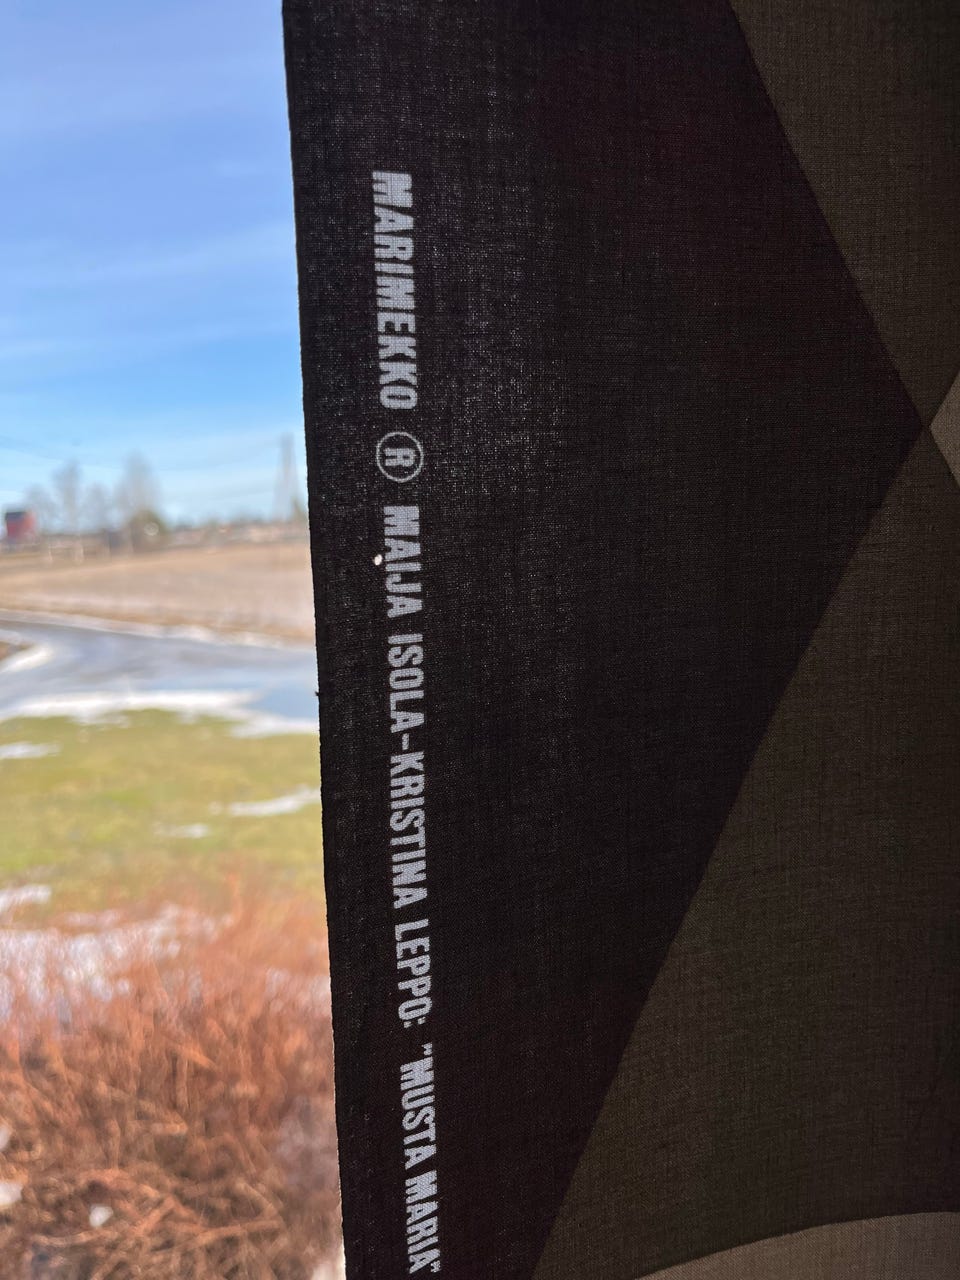 MARIMEKKO ® MAIJA ISOLA-KRISTINA LEPPO: "MUSTA MARIA"